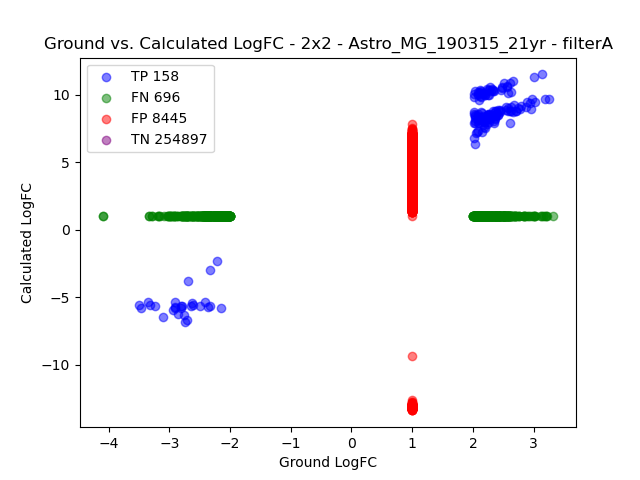 Ground vs. Calculated LogFC - 2x2 - Astro_MG_190315_21yr - filterA
TP 158
FN 696
FP 8445
TN 254897
Calculated LogFC
10
5
0
−5
−10
−4
−3
−2
−1
0
1
2
3
Ground LogFC